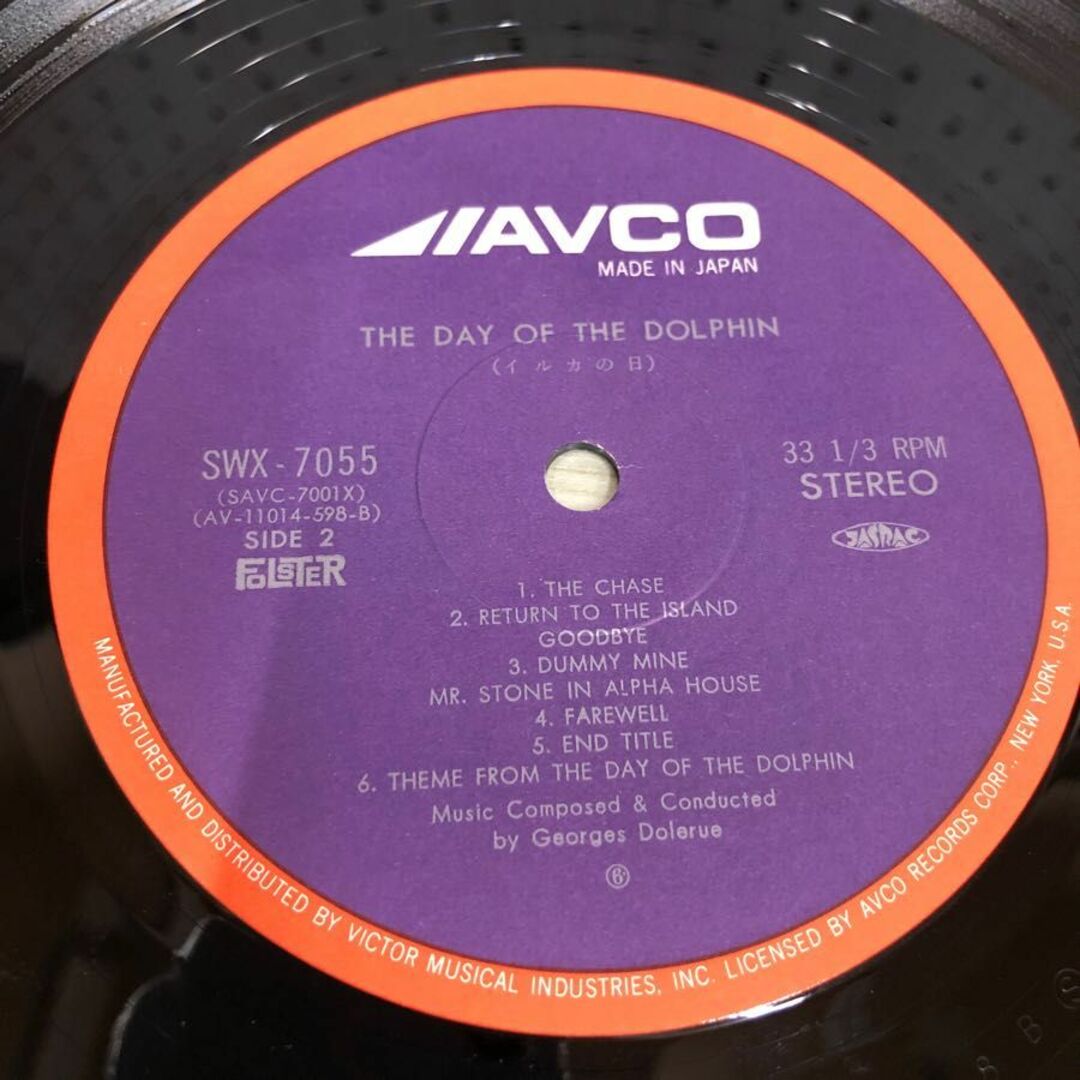 AVCO
MADE IN JAPAN
THE DAY OF THE DOLPHIN
(イルカの日)
SWX-7055
(SAVC-7001X)
(AV-11014-598-B)
SIDE 2
FOLSTER
33 1/3 RPM
STEREO
JASRAC
1. THE CHASE
2. RETURN TO THE ISLAND
GOODBYE
3. DUMMY MINE
MR. STONE IN ALPHA HOUSE
4. FAREWELL
5. END TITLE
6. THEME FROM THE DAY OF THE DOLPHIN
Music Composed & Conducted
by Georges Dolerue
MANUFACTURED AND DISTRIBUTED BY VICTOR MUSICAL INDUSTRIES, INC. LICENSED BY AVCO RECORDS CORP., NEW YORK, U.S.A.